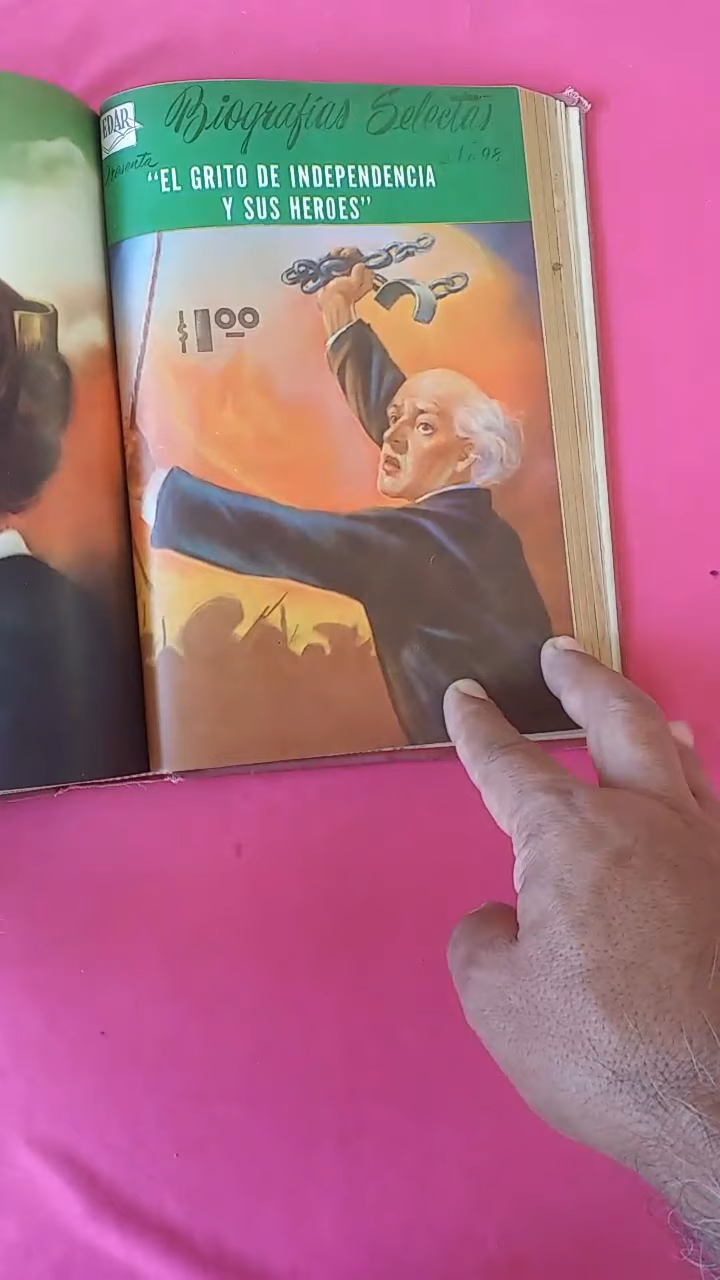 Biografías Selectas
EDAR
Presenta
"EL GRITO DE INDEPENDENCIA
Y SUS HEROES"
$1.00